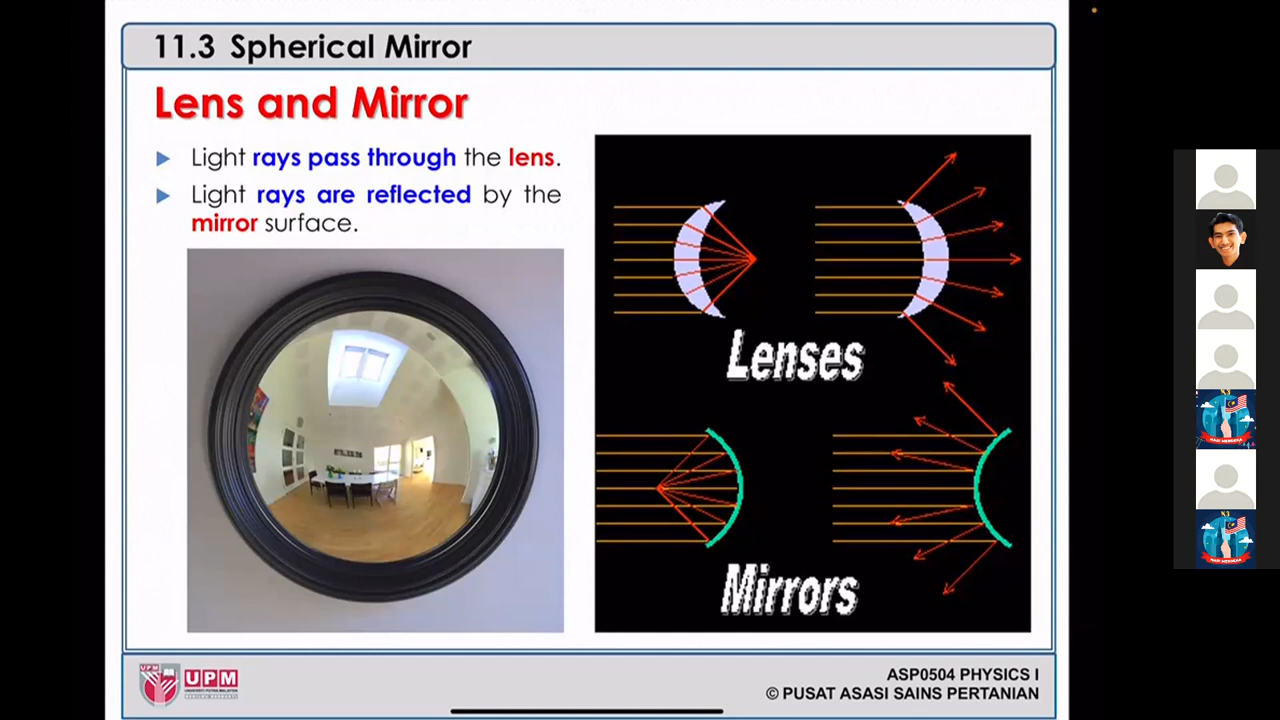 11.3 Spherical Mirror
Lens and Mirror
Light rays pass through the lens.
Light rays are reflected by the
mirror surface.
Lenses
Mirrors
UPM
UPM
ASP0504 PHYSICS I
© PUSAT ASASI SAINS PERTANIAN